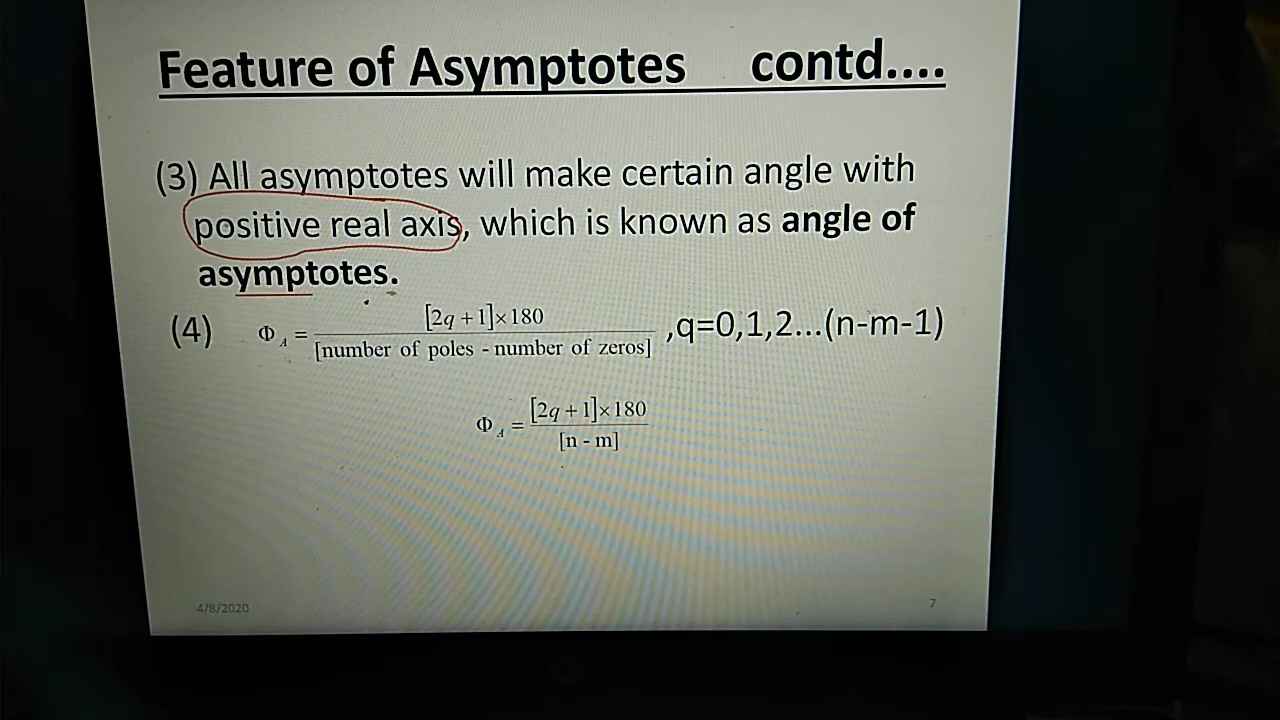 Feature of Asymptotes contd....
(3) All asymptotes will make certain angle with
positive real axis, which is known as angle of
asymptotes.
(4) Φ_A = [2q + 1] × 180 / [number of poles - number of zeros] ,q=0,1,2...(n-m-1)
Φ_A = [2q + 1] × 180 / [n - m]
4/8/2020 7